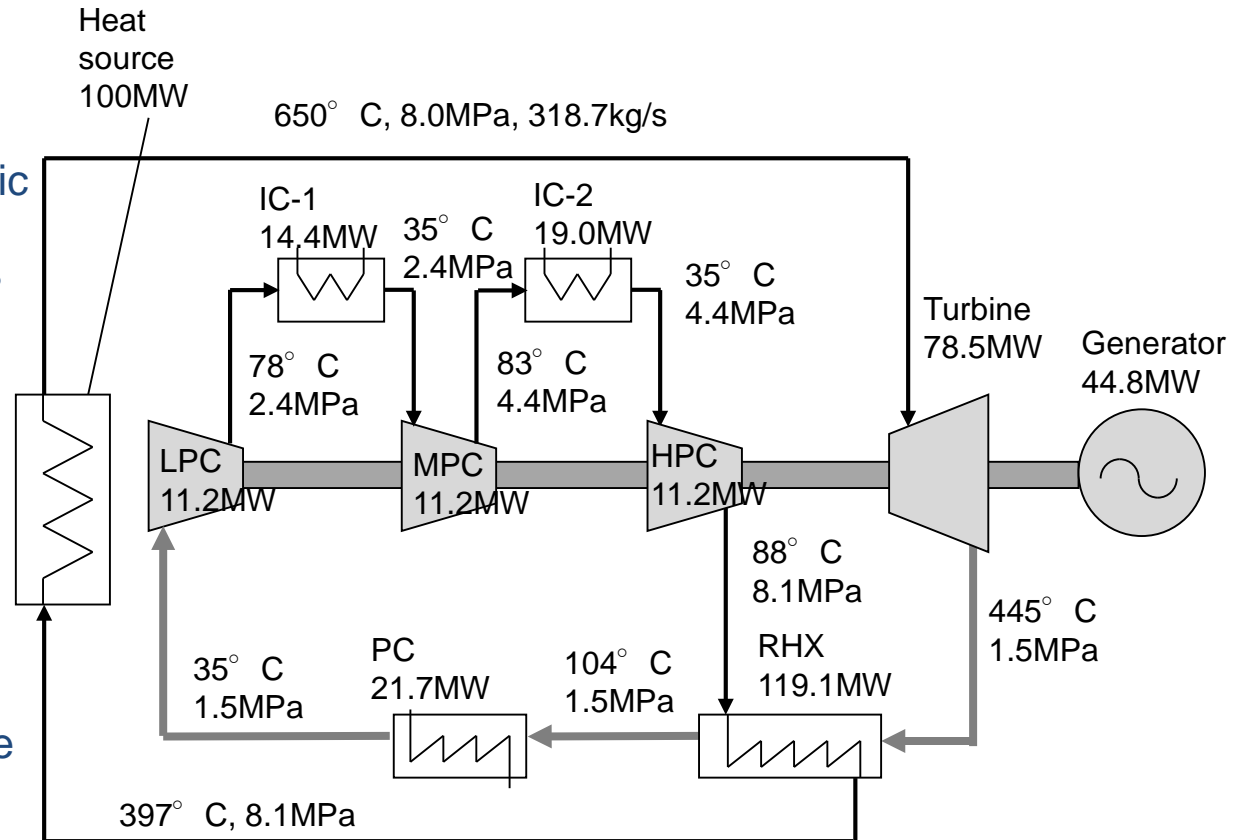 Heat
source
100MW
650° C, 8.0MPa, 318.7kg/s
ic
IC-1
14.4MW
35° C
2.4MPa
IC-2
19.0MW
35° C
4.4MPa
Turbine
78.5MW
Generator
44.8MW
78° C
2.4MPa
83° C
4.4MPa
LPC
11.2MW
MPC
11.2MW
HPC
11.2MW
88° C
8.1MPa
445° C
1.5MPa
35° C
1.5MPa
PC
21.7MW
104° C
1.5MPa
RHX
119.1MW
e
397° C, 8.1MPa